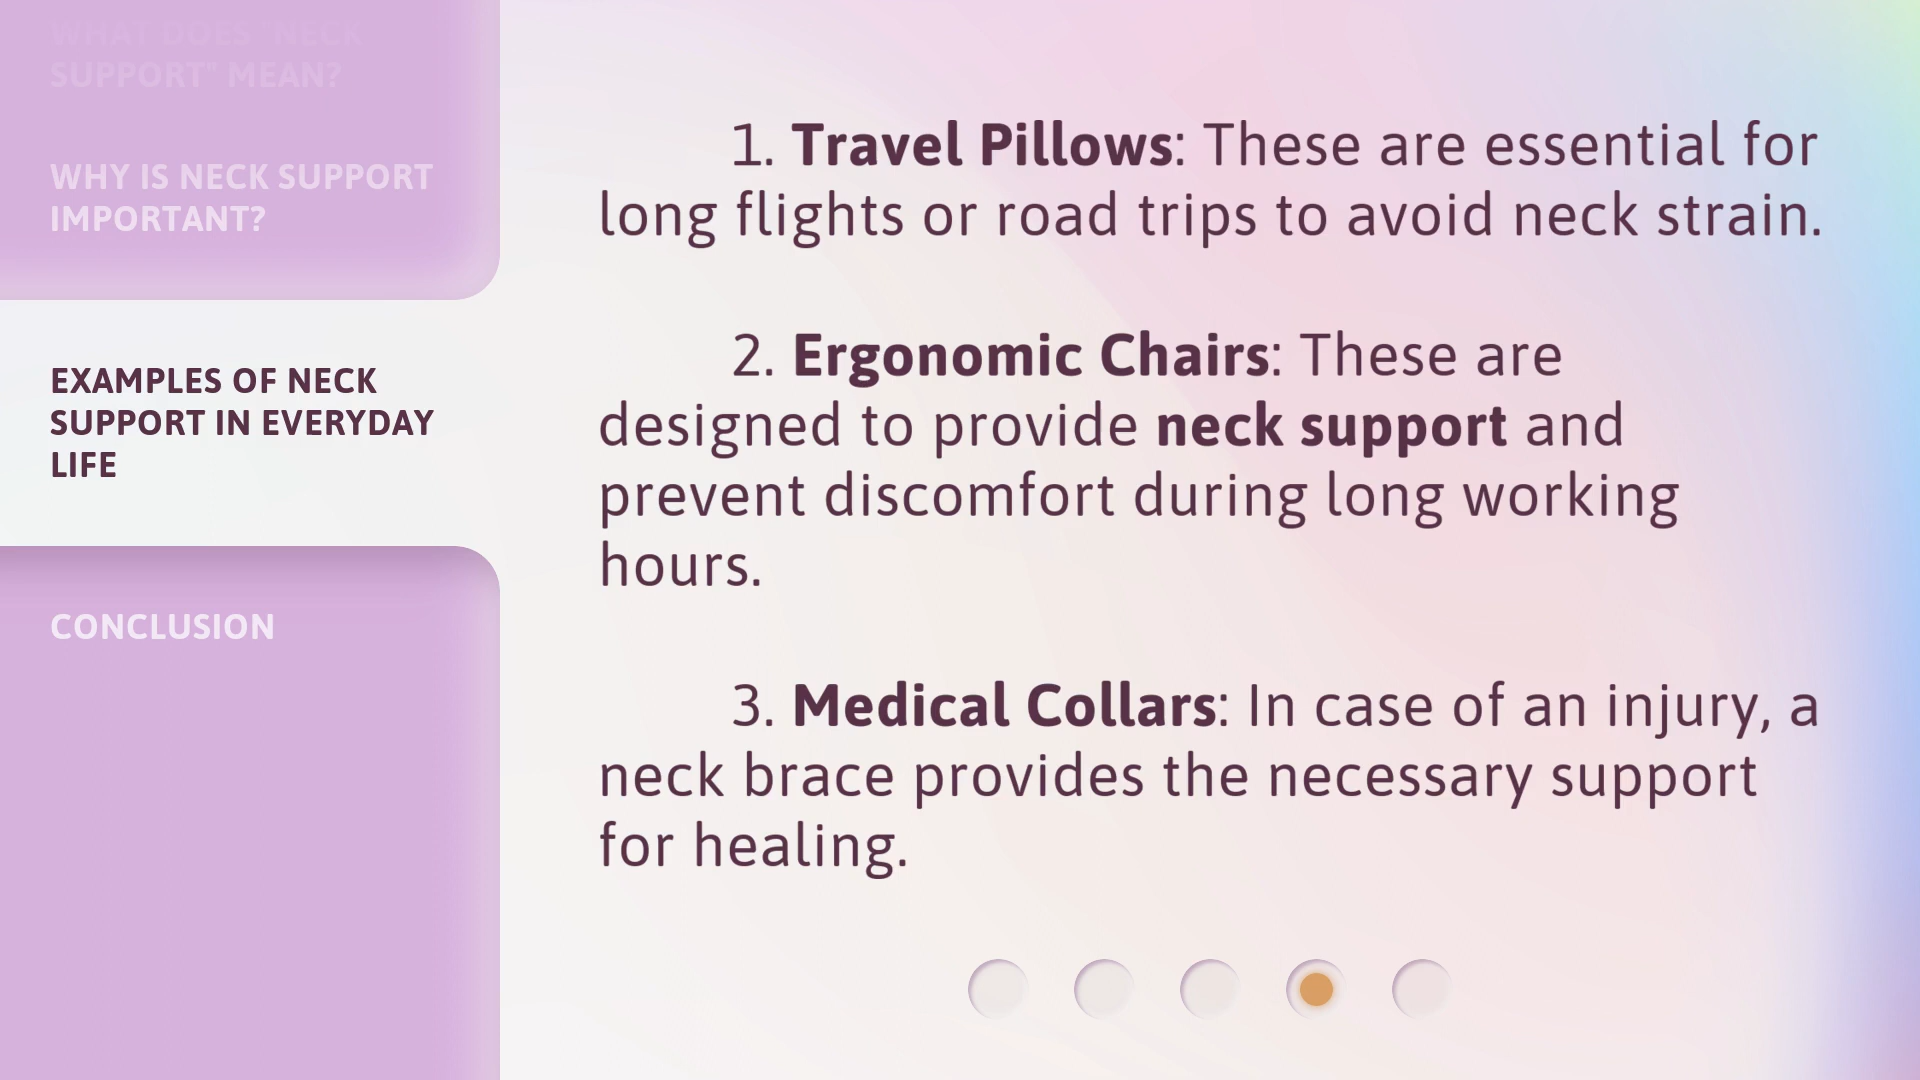 WHAT DOES "NECK
SUPPORT" MEAN?
WHY IS NECK SUPPORT
IMPORTANT?
EXAMPLES OF NECK
SUPPORT IN EVERYDAY
LIFE
CONCLUSION
1. Travel Pillows: These are essential for
long flights or road trips to avoid neck strain.
2. Ergonomic Chairs: These are
designed to provide neck support and
prevent discomfort during long working
hours.
3. Medical Collars: In case of an injury, a
neck brace provides the necessary support
for healing.